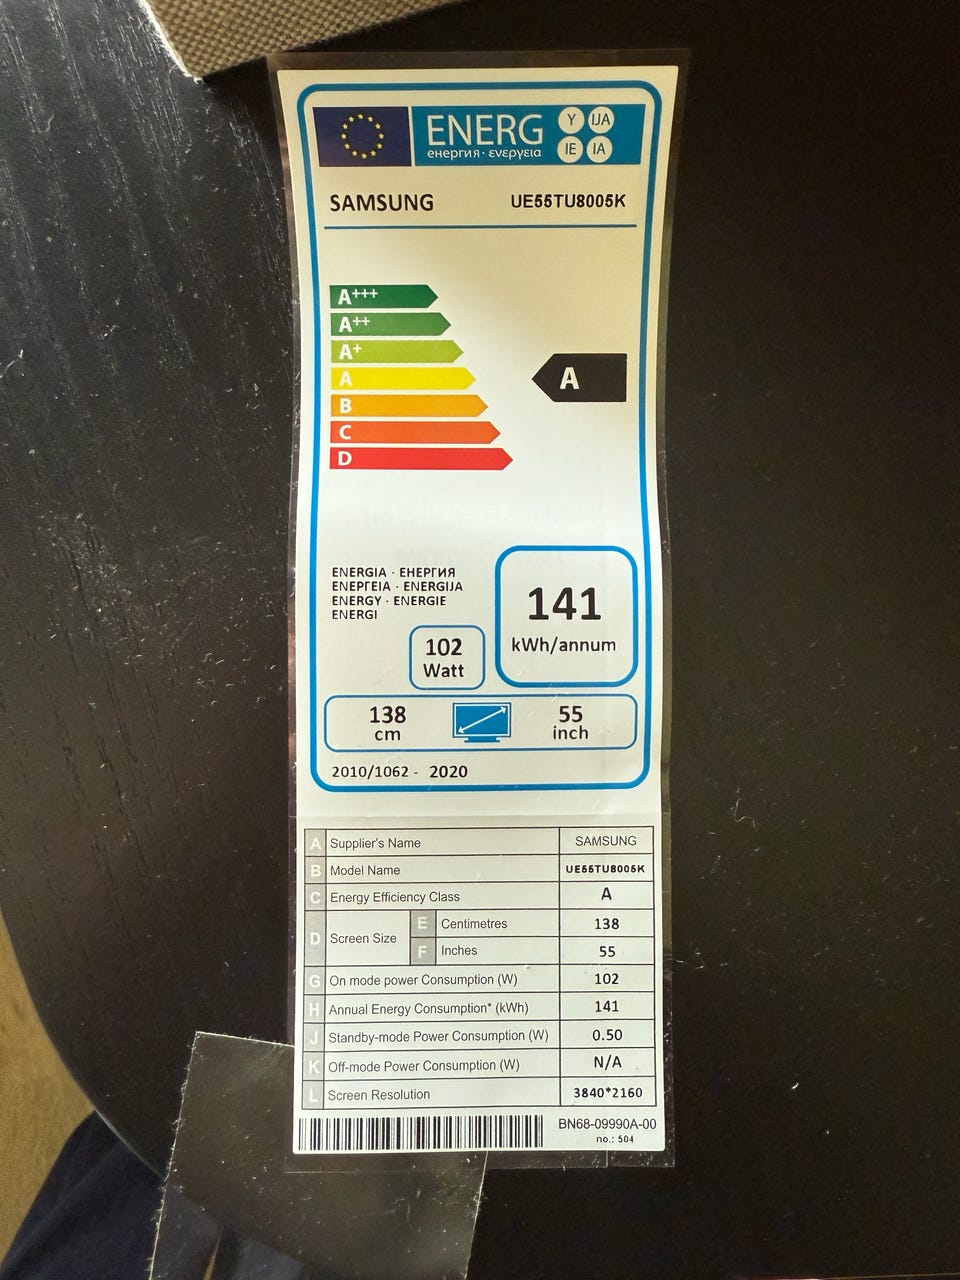 ENERG Y IJA
енергия · ενεργεια IE IA
SAMSUNG UE55TU8005K
A+++
A++
A+
A A
B
C
D
ENERGIA · ЕНЕРГИЯ
ΕΝΕΡΓΕΙΑ · ENERGIJA
ENERGY · ENERGIE
ENERGI
141
kWh/annum
102
Watt
138
cm
55
inch
2010/1062 - 2020
A Supplier's Name SAMSUNG
B Model Name UE55TU8005K
C Energy Efficiency Class A
D Screen Size E Centimetres 138
F Inches 55
G On mode power Consumption (W) 102
H Annual Energy Consumption* (kWh) 141
J Standby-mode Power Consumption (W) 0.50
K Off-mode Power Consumption (W) N/A
L Screen Resolution 3840*2160
BN68-09990A-00
no.: 504